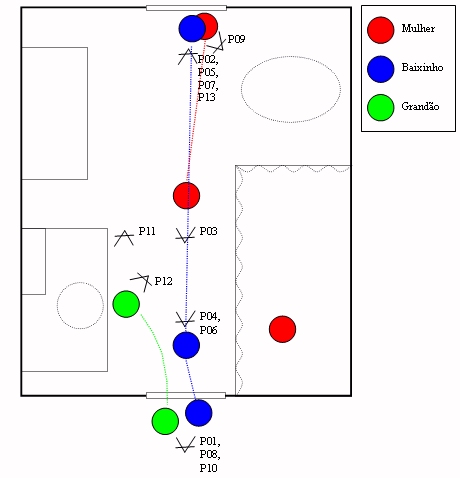 P09
P02,
P05,
P07,
P13
P11
P03
P12
P04,
P06
P01,
P08,
P10
Mulher
Baixinho
Grandão